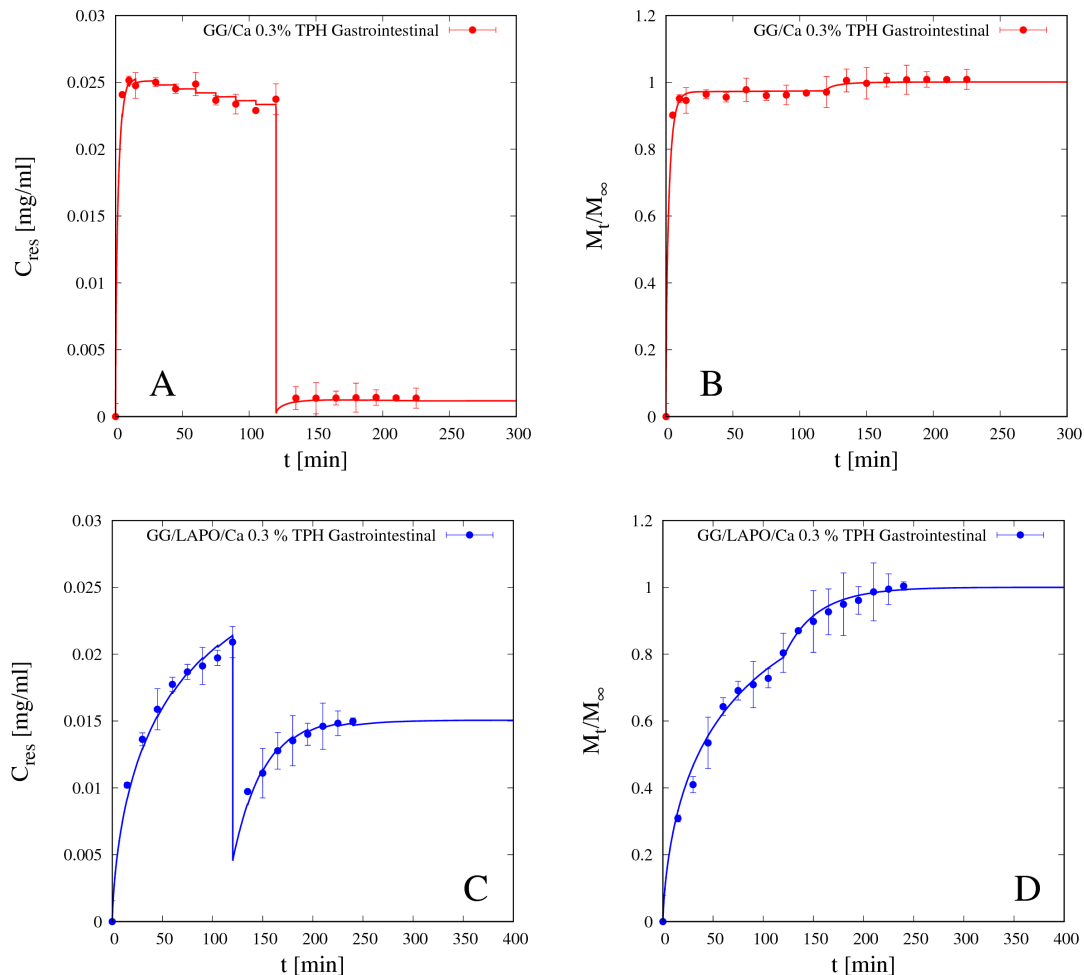 GG/Ca 0.3% TPH Gastrointestinal
C_res [mg/ml]
0.03
0.025
0.02
0.015
0.01
0.005
0
A
0 50 100 150 200 250 300
t [min]
GG/Ca 0.3% TPH Gastrointestinal
M_t/M_∞
1.2
1
0.8
0.6
0.4
0.2
0
B
0 50 100 150 200 250 300
t [min]
GG/LAPO/Ca 0.3 % TPH Gastrointestinal
C_res [mg/ml]
0.03
0.025
0.02
0.015
0.01
0.005
0
C
0 50 100 150 200 250 300 350 400
t [min]
GG/LAPO/Ca 0.3 % TPH Gastrointestinal
M_t/M_∞
1.2
1
0.8
0.6
0.4
0.2
0
D
0 50 100 150 200 250 300 350 400
t [min]